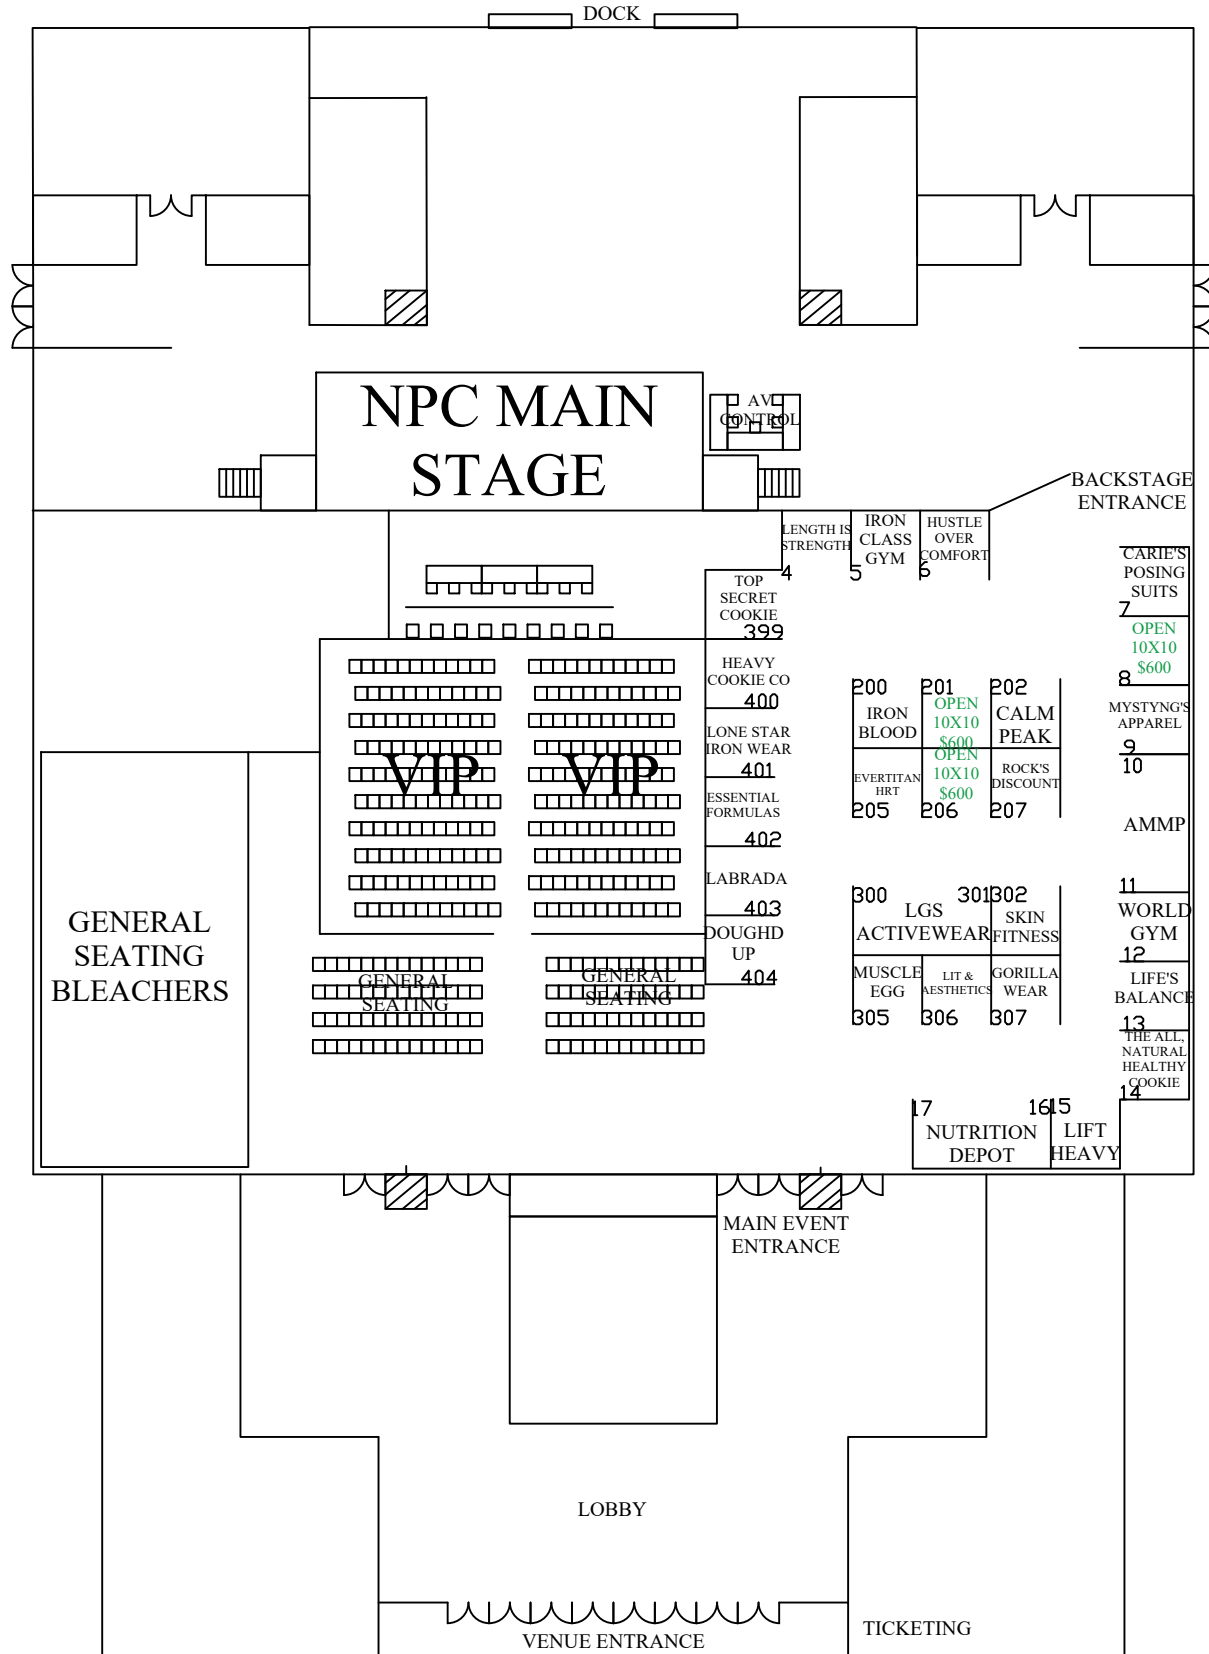 DOCK
NPC MAIN
STAGE
AV
CONTROL
BACKSTAGE
ENTRANCE
LENGTH IS
STRENGTH
4
IRON
CLASS
GYM
5
HUSTLE
OVER
COMFORT
6
CARIE'S
POSING
SUITS
7
OPEN
10X10
$600
8
MYSTYNG'S
APPAREL
9
10
AMMP
11
WORLD
GYM
12
LIFE'S
BALANCE
13
THE ALL,
NATURAL
HEALTHY
COOKIE
14
TOP
SECRET
COOKIE
399
HEAVY
COOKIE CO
400
LONE STAR
IRON WEAR
401
ESSENTIAL
FORMULAS
402
LABRADA
403
DOUGHD
UP
404
200
IRON
BLOOD
201
OPEN
10X10
$600
202
CALM
PEAK
EVERTITAN
HRT
205
OPEN
10X10
$600
206
ROCK'S
DISCOUNT
207
300
301
LGS
ACTIVEWEAR
302
SKIN
FITNESS
MUSCLE
EGG
305
LIT &
AESTHETICS
306
GORILLA
WEAR
307
17
16
NUTRITION
DEPOT
15
LIFT
HEAVY
VIP
VIP
GENERAL
SEATING
BLEACHERS
GENERAL
SEATING
GENERAL
SEATING
MAIN EVENT
ENTRANCE
LOBBY
VENUE ENTRANCE
TICKETING